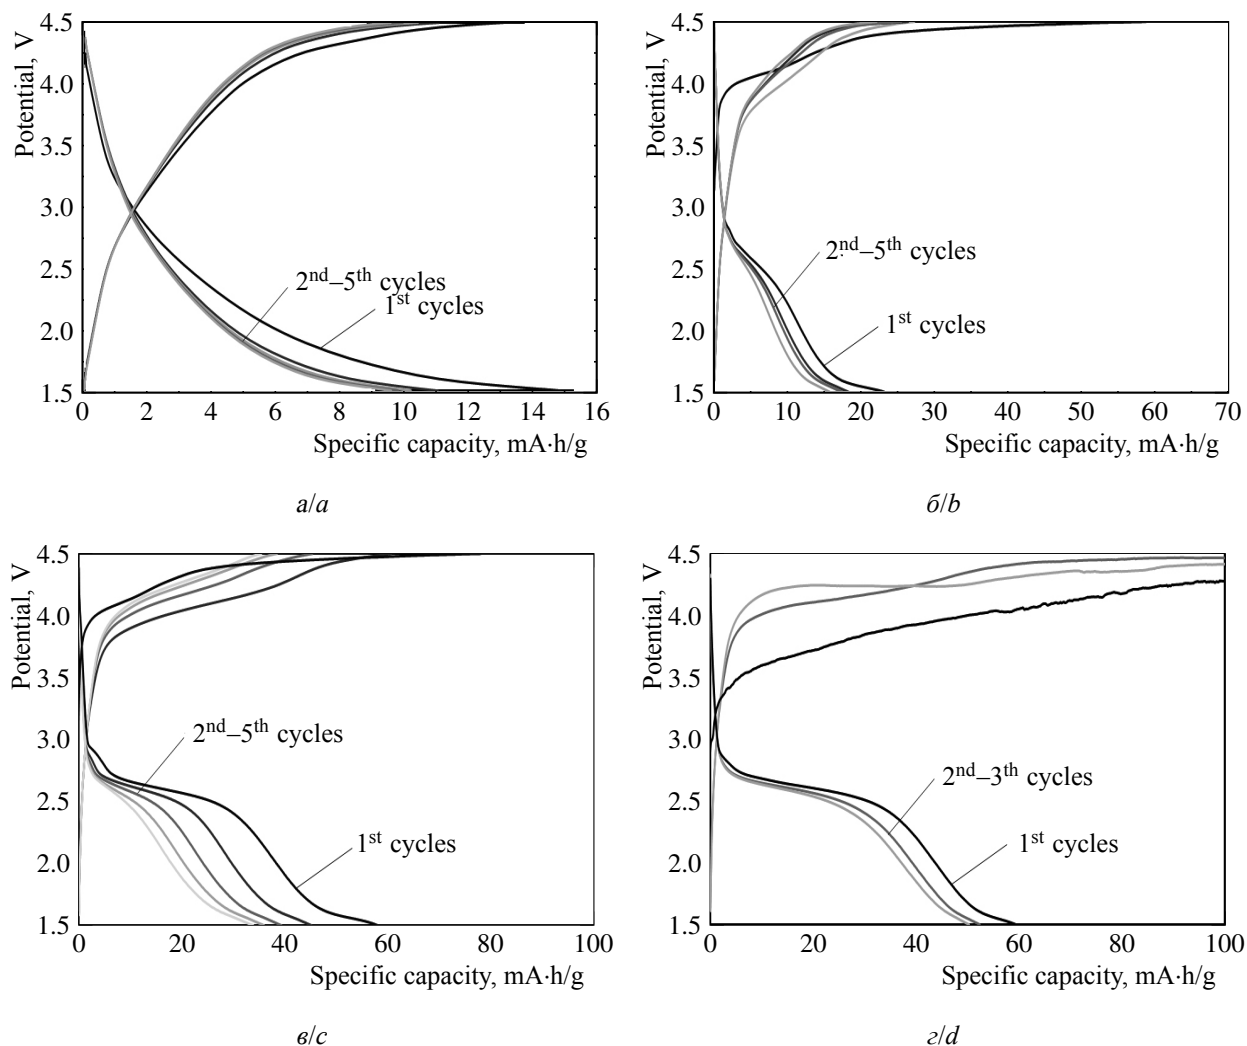 4.5
4.0
3.5
3.0
2.5
2.0
1.5
Potential, V
2nd–5th cycles
1st cycles
0 2 4 6 8 10 12 14 16
Specific capacity, mA·h/g
а/a
4.5
4.0
3.5
3.0
2.5
2.0
1.5
Potential, V
2nd–5th cycles
1st cycles
0 10 20 30 40 50 60 70
Specific capacity, mA·h/g
б/b
4.5
4.0
3.5
3.0
2.5
2.0
1.5
Potential, V
2nd–5th cycles
1st cycles
0 20 40 60 80 100
Specific capacity, mA·h/g
в/c
4.5
4.0
3.5
3.0
2.5
2.0
1.5
Potential, V
2nd–3th cycles
1st cycles
0 20 40 60 80 100
Specific capacity, mA·h/g
г/d